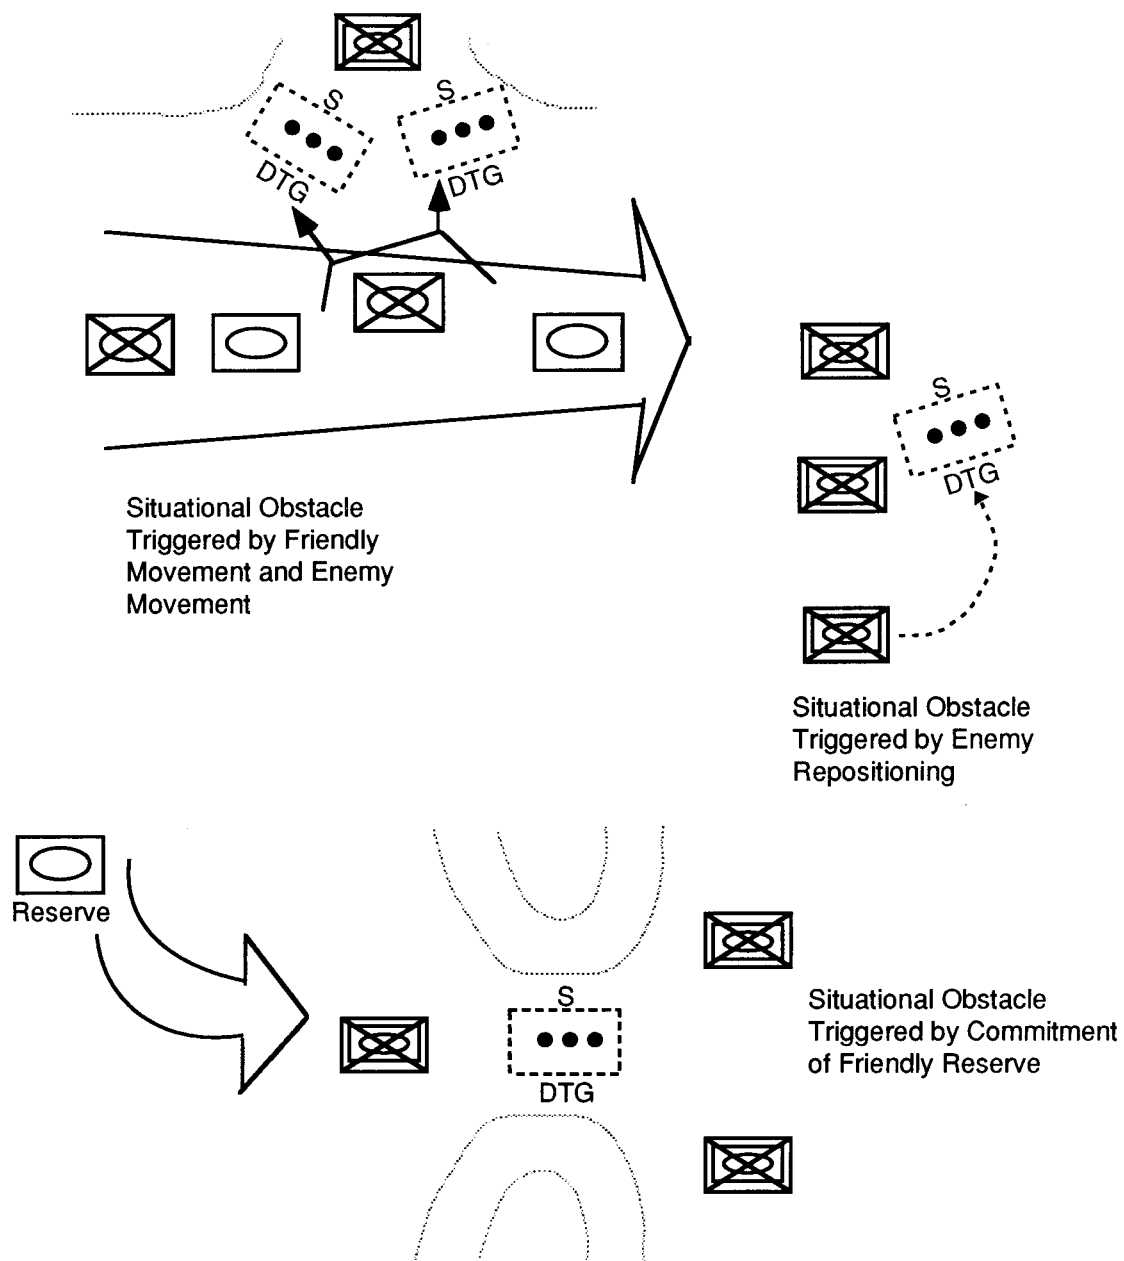 S
S
DTG
DTG
S
DTG
Situational Obstacle
Triggered by Friendly
Movement and Enemy
Movement
Situational Obstacle
Triggered by Enemy
Repositioning
Reserve
S
DTG
Situational Obstacle
Triggered by Commitment
of Friendly Reserve